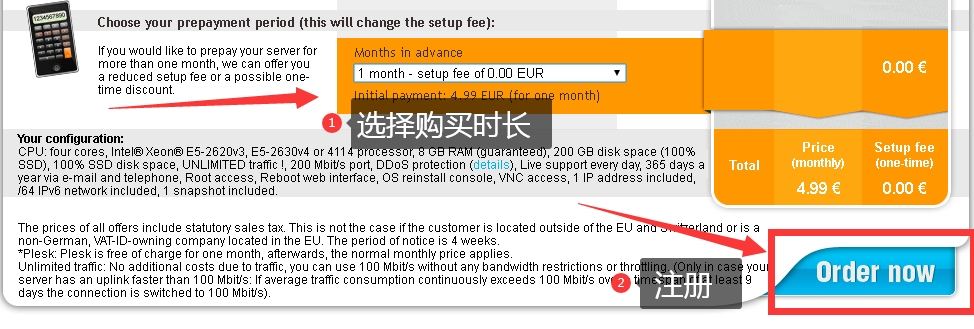 1234567890
Choose your prepayment period (this will change the setup fee):
If you would like to prepay your server for
more than one month, we can offer you
a reduced setup fee or a possible one-
time discount.
Months in advance
1 month - setup fee of 0.00 EUR
Initial payment: 4.99 EUR (for one month)
0.00 €
1 选择购买时长
Your configuration:
CPU: four cores, Intel® Xeon® E5-2620v3, E5-2630v4 or 4114 processor, 8 GB RAM (guaranteed), 200 GB disk space (100%
SSD), 100% SSD disk space, UNLIMITED traffic !, 200 Mbit/s port, DDoS protection (details), Live support every day, 365 days a
year via e-mail and telephone, Root access, Reboot web interface, OS reinstall console, VNC access, 1 IP address included,
/64 IPv6 network included, 1 snapshot included.
Total
Price
(monthly)
Setup fee
(one-time)
4.99 €
0.00 €
The prices of all offers include statutory sales tax. This is not the case if the customer is located outside of the EU and Switzerland or is a
non-German, VAT-ID-owning company located in the EU. The period of notice is 4 weeks.
*Plesk: Plesk is free of charge for one month, afterwards, the normal monthly price applies.
Unlimited traffic: No additional costs due to traffic, you can use 100 Mbit/s without any bandwidth restrictions or throttling. (Only in case your
server has an uplink faster than 100 Mbit/s: If average traffic consumption continuously exceeds 100 Mbit/s over timespan least 9
days the connection is switched to 100 Mbit/s).
2 注册
Order now